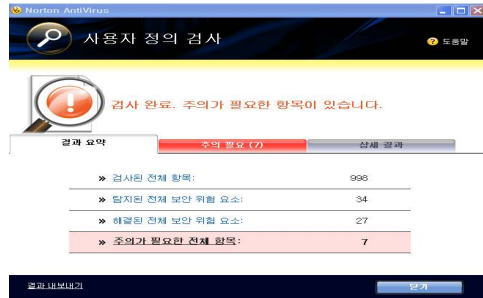 Norton AntiVirus
사용자 정의 검사
도움말
검사 완료. 주의가 필요한 항목이 있습니다.
결과 요약
주의 필요 (7)
상세 결과
» 검사된 전체 항목: 998
» 탐지된 전체 보안 위험 요소: 34
» 해결된 전체 보안 위험 요소: 27
» 주의가 필요한 전체 항목: 7
결과 내보내기
닫기